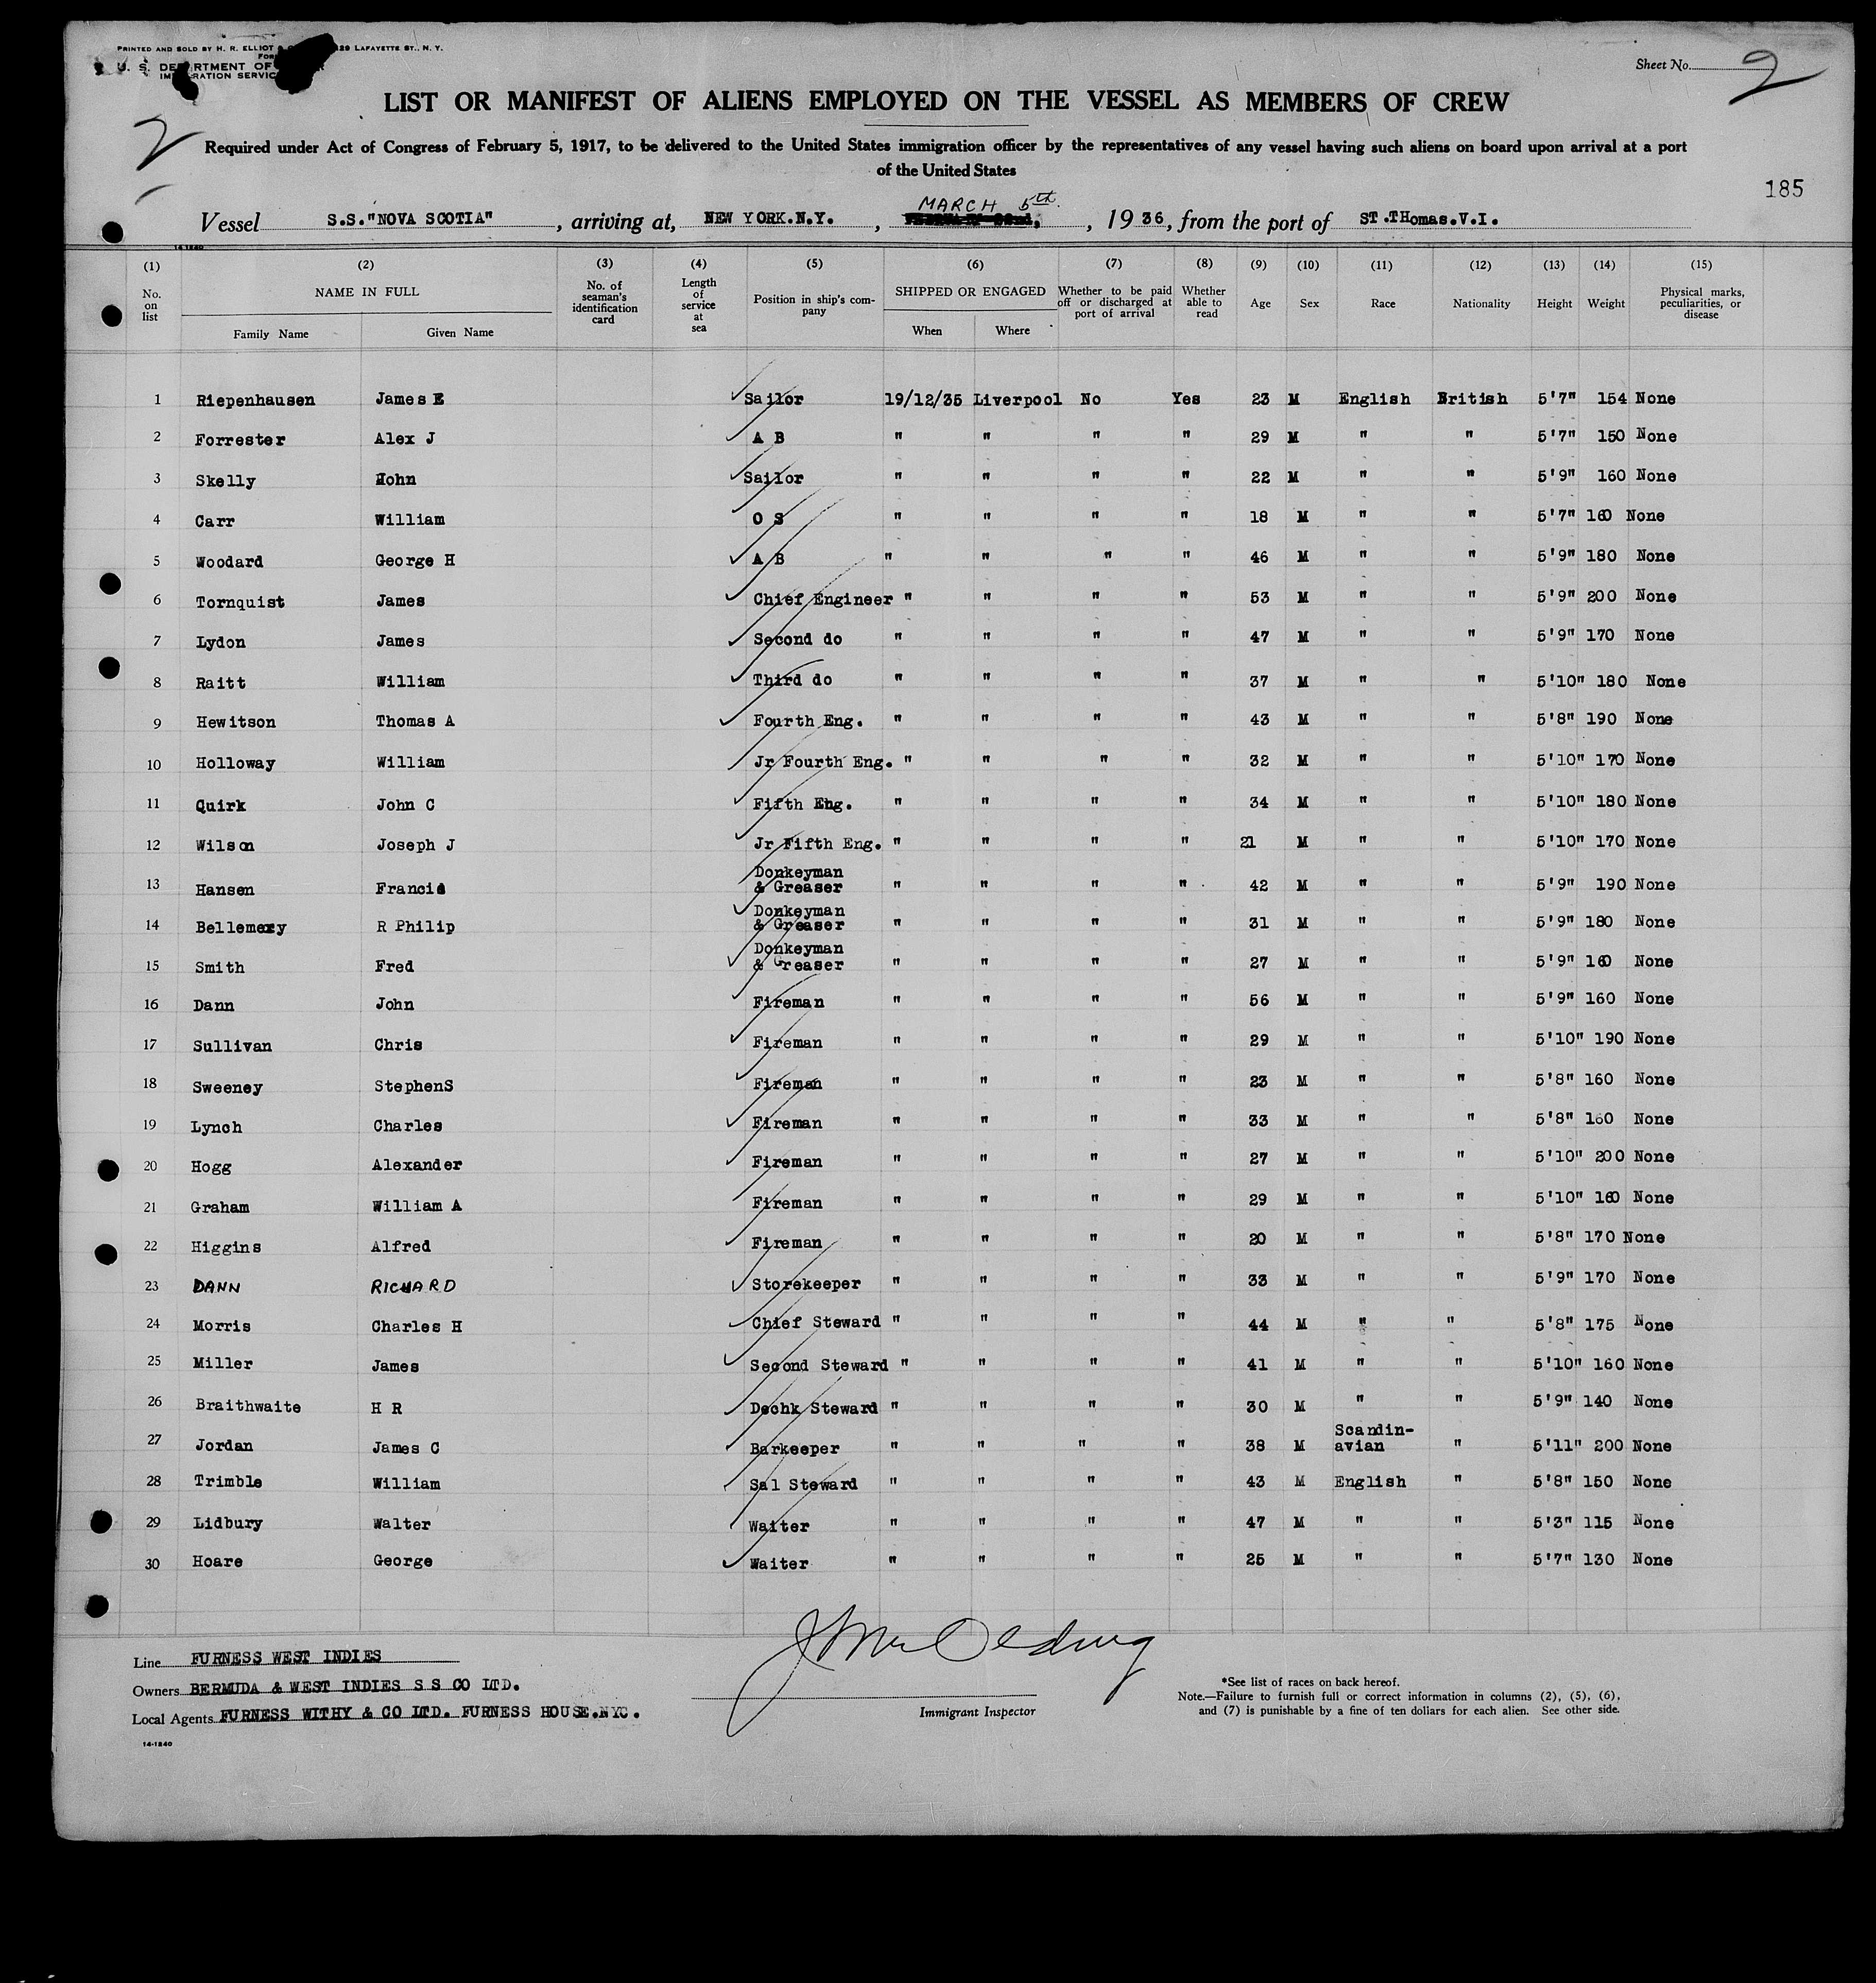 PRINTED AND SOLD BY H. R. ELLIOT LAFAYETTE ST., N. Y.
U. S. DEPARTMENT OF
IMMIGRATION SERVICE
Sheet No. 2
LIST OR MANIFEST OF ALIENS EMPLOYED ON THE VESSEL AS MEMBERS OF CREW
2
Required under Act of Congress of February 5, 1917, to be delivered to the United States immigration officer by the representatives of any vessel having such aliens on board upon arrival at a port
of the United States
185
MARCH 5th
Vessel S.S."NOVA SCOTIA", arriving at, NEW YORK.N.Y., , 1936, from the port of ST.THomas.V.I.
14-1240
(1) (2) (3) (4) (5) (6) (7) (8) (9) (10) (11) (12) (13) (14) (15)
No. on list NAME IN FULL No. of seaman's identification card Length of service at sea Position in ship's company SHIPPED OR ENGAGED Whether to be paid off or discharged at port of arrival Whether able to read Age Sex Race Nationality Height Weight Physical marks, peculiarities, or disease
Family Name Given Name When Where
1 Riepenhausen James E Sailor 19/12/35 Liverpool No Yes 23 M English British 5'7" 154 None
2 Forrester Alex J A B " " " " 29 M " " 5'7" 150 None
3 Skelly John Sailor " " " " 22 M " " 5'9" 160 None
4 Carr William O S " " " " 18 M " " 5'7" 160 None
5 Woodard George H A B " " " " 46 M " " 5'9" 180 None
6 Tornquist James Chief Engineer " " " " 53 M " " 5'9" 200 None
7 Lydon James Second do " " " " 47 M " " 5'9" 170 None
8 Raitt William Third do " " " " 37 M " " 5'10" 180 None
9 Hewitson Thomas A Fourth Eng. " " " " 43 M " " 5'8" 190 None
10 Holloway William Jr Fourth Eng. " " " " 32 M " " 5'10" 170 None
11 Quirk John C Fifth Eng. " " " " 34 M " " 5'10" 180 None
12 Wilson Joseph J Jr Fifth Eng. " " " " 21 M " " 5'10" 170 None
13 Hansen Francis Donkeyman & Greaser " " " " 42 M " " 5'9" 190 None
14 Bellemery R Philip Donkeyman & Greaser " " " " 31 M " " 5'9" 180 None
15 Smith Fred Donkeyman & Greaser " " " " 27 M " " 5'9" 160 None
16 Dann John Fireman " " " " 56 M " " 5'9" 160 None
17 Sullivan Chris Fireman " " " " 29 M " " 5'10" 190 None
18 Sweeney StephenS Fireman " " " " 23 M " " 5'8" 160 None
19 Lynch Charles Fireman " " " " 33 M " " 5'8" 160 None
20 Hogg Alexander Fireman " " " " 27 M " " 5'10" 200 None
21 Graham William A Fireman " " " " 29 M " " 5'10" 160 None
22 Higgins Alfred Fireman " " " " 20 M " " 5'8" 170 None
23 DANN RICHARD Storekeeper " " " " 33 M " " 5'9" 170 None
24 Morris Charles H Chief Steward " " " " 44 M " " 5'8" 175 None
25 Miller James Second Steward " " " " 41 M " " 5'10" 160 None
26 Braithwaite H R Dechk Steward " " " " 30 M " " 5'9" 140 None
27 Jordan James C Barkeeper " " " " 38 M Scandin-avian " 5'11" 200 None
28 Trimble William Sal Steward " " " " 43 M English " 5'8" 150 None
29 Lidbury Walter Waiter " " " " 47 M " " 5'3" 115 None
30 Hoare George Waiter " " " " 25 M " " 5'7" 130 None
Line FURNESS WEST INDIES
Owners BERMUDA & WEST INDIES S S CO LTD.
Local Agents FURNESS WITHY & CO LTD. FURNESS HOUSE.NYC.
14-1240
Immigrant Inspector
*See list of races on back hereof.
Note.—Failure to furnish full or correct information in columns (2), (5), (6),
and (7) is punishable by a fine of ten dollars for each alien. See other side.